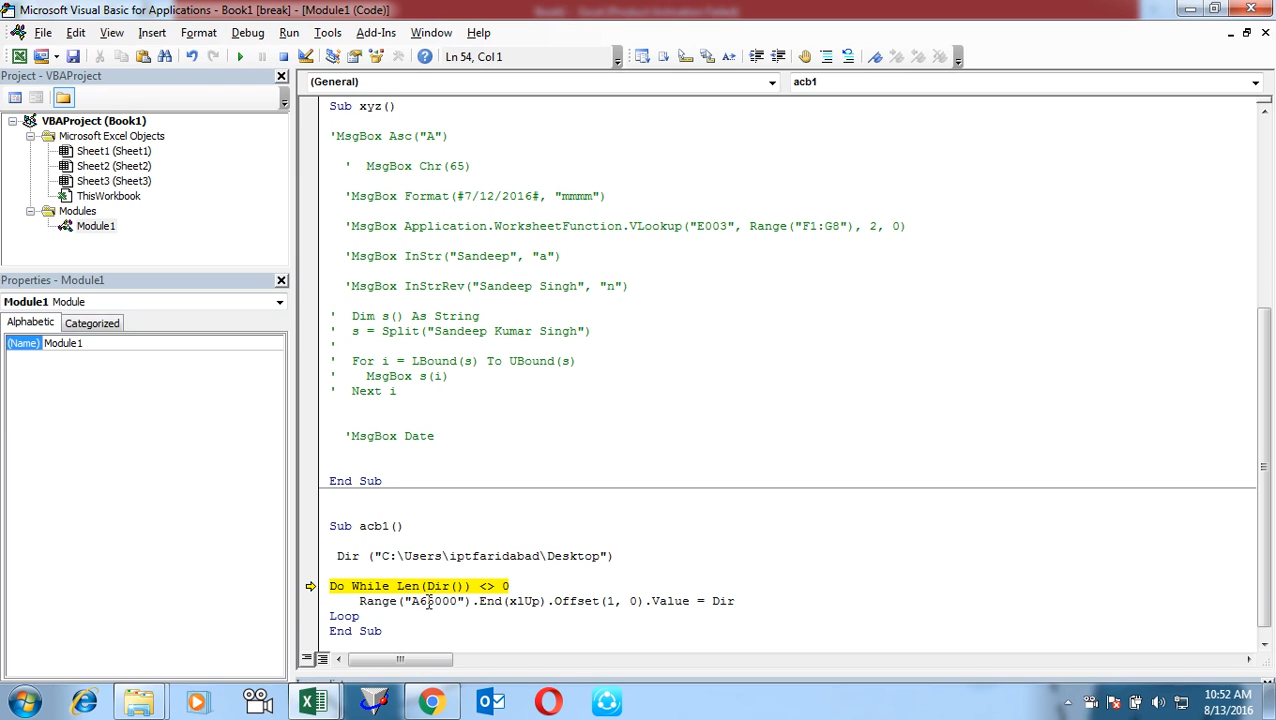 Microsoft Visual Basic for Applications - Book1 [break] - [Module1 (Code)]
File Edit View Insert Format Debug Run Tools Add-Ins Window Help
Ln 54, Col 1
Project - VBAProject
(General)
acb1
VBAProject (Book1)
Microsoft Excel Objects
Sheet1 (Sheet1)
Sheet2 (Sheet2)
Sheet3 (Sheet3)
ThisWorkbook
Modules
Module1
Properties - Module1
Module1 Module
Alphabetic Categorized
(Name) Module1
Sub xyz()
'MsgBox Asc("A")
' MsgBox Chr(65)
'MsgBox Format(#7/12/2016#, "mmmm")
'MsgBox Application.WorksheetFunction.VLookup("E003", Range("F1:G8"), 2, 0)
'MsgBox InStr("Sandeep", "a")
'MsgBox InStrRev("Sandeep Singh", "n")
' Dim s() As String
' s = Split("Sandeep Kumar Singh")
'
' For i = LBound(s) To UBound(s)
' MsgBox s(i)
' Next i
'MsgBox Date
End Sub
Sub acb1()
Dir ("C:\Users\iptfaridabad\Desktop")
Do While Len(Dir()) <> 0
Range("A66000").End(xlUp).Offset(1, 0).Value = Dir
Loop
End Sub
10:52 AM
8/13/2016